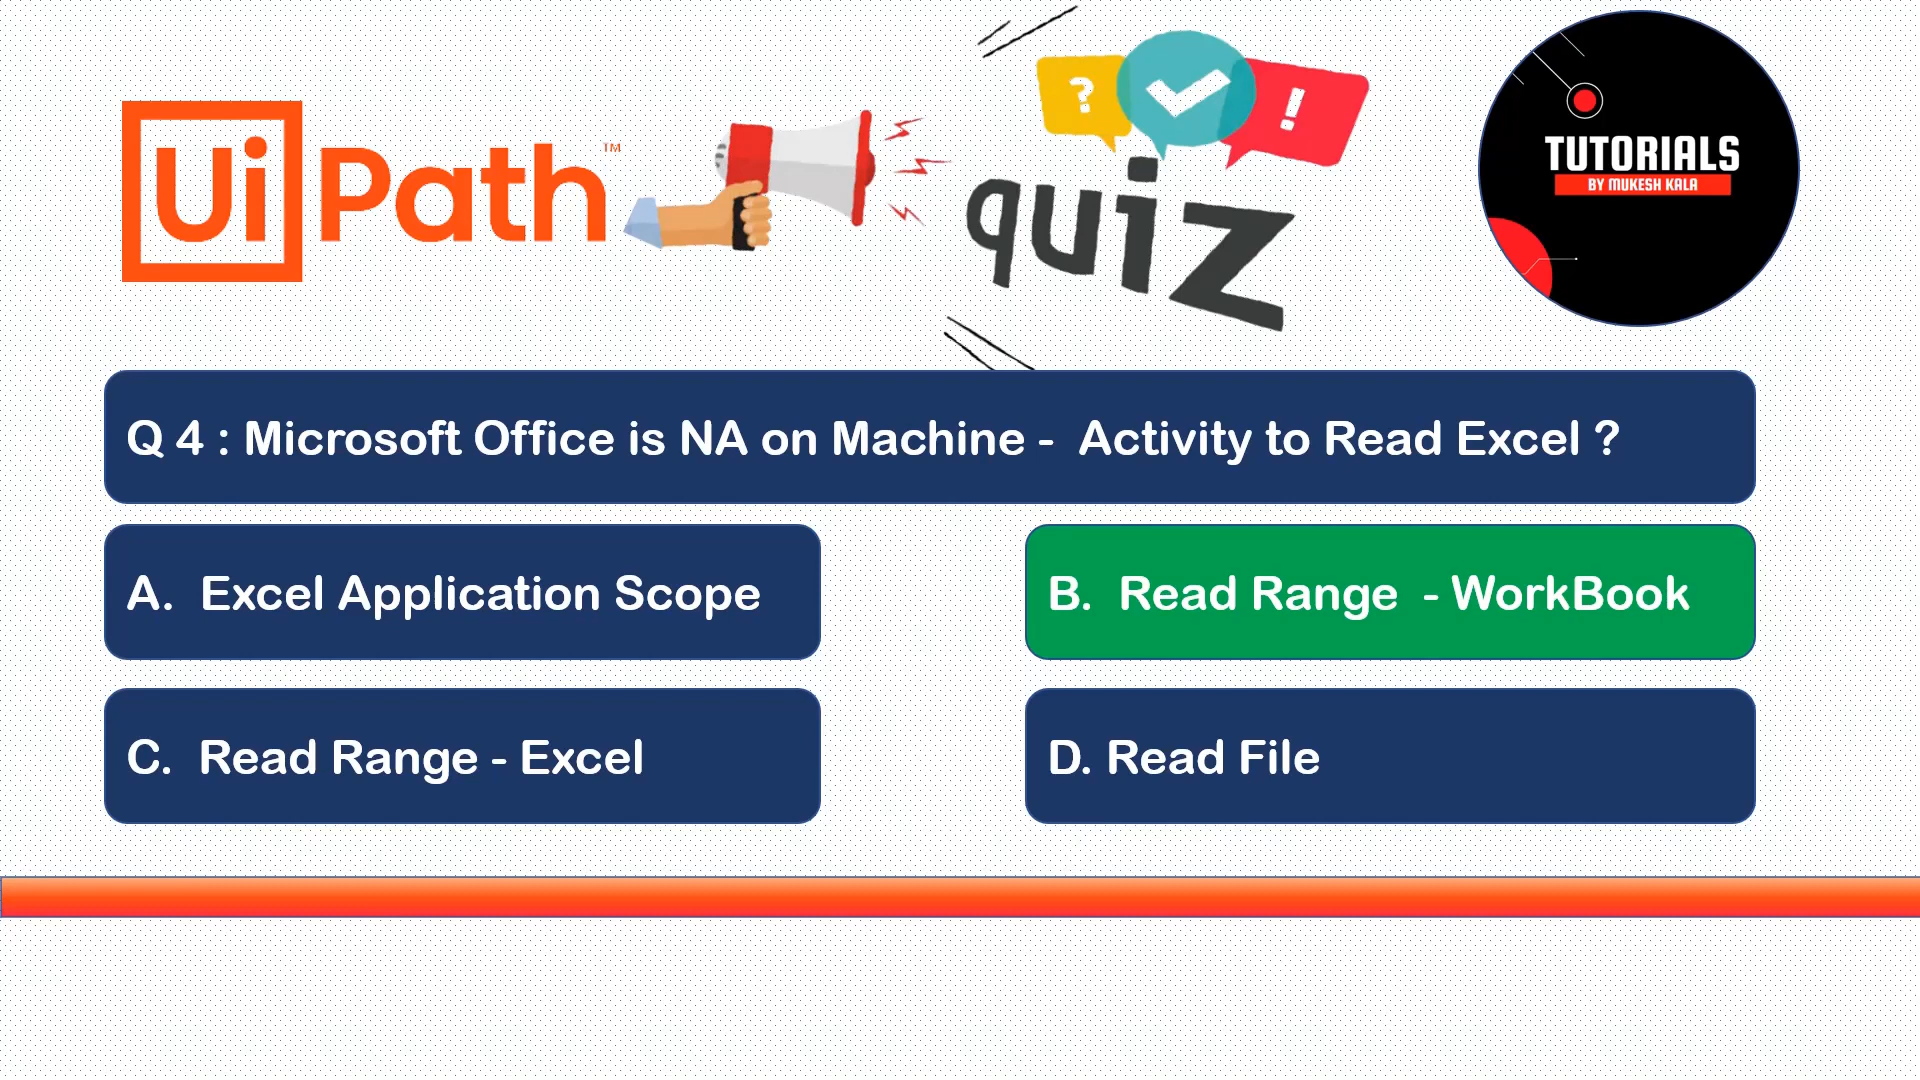 UiPath™
?
!
quiz
TUTORIALS
BY MUKESH KALA
Q 4 : Microsoft Office is NA on Machine - Activity to Read Excel ?
A. Excel Application Scope
B. Read Range - WorkBook
C. Read Range - Excel
D. Read File